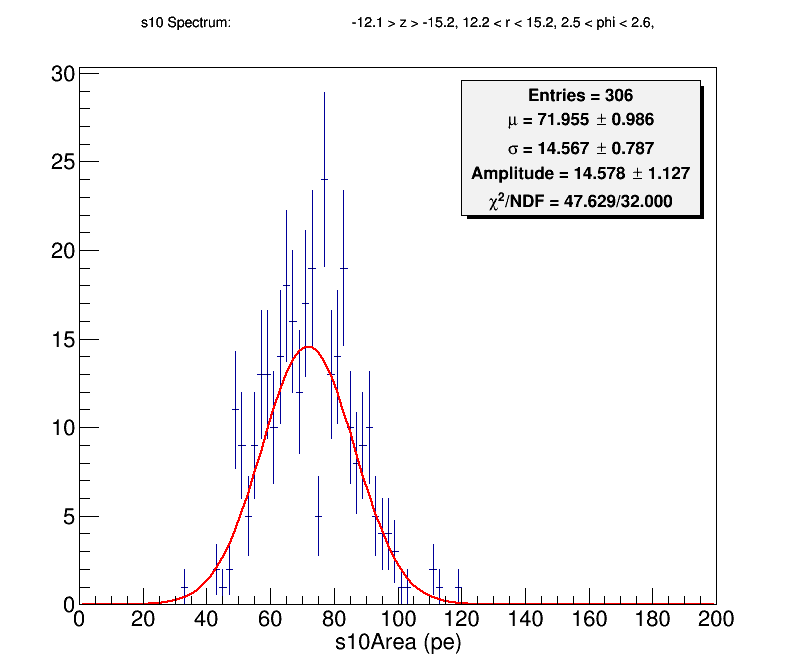 s10 Spectrum: -12.1 > z > -15.2, 12.2 < r < 15.2, 2.5 < phi < 2.6,
Entries = 306
μ = 71.955 ± 0.986
σ = 14.567 ± 0.787
Amplitude = 14.578 ± 1.127
χ²/NDF = 47.629/32.000
30
25
20
15
10
5
0
0 20 40 60 80 100 120 140 160 180 200
s10Area (pe)